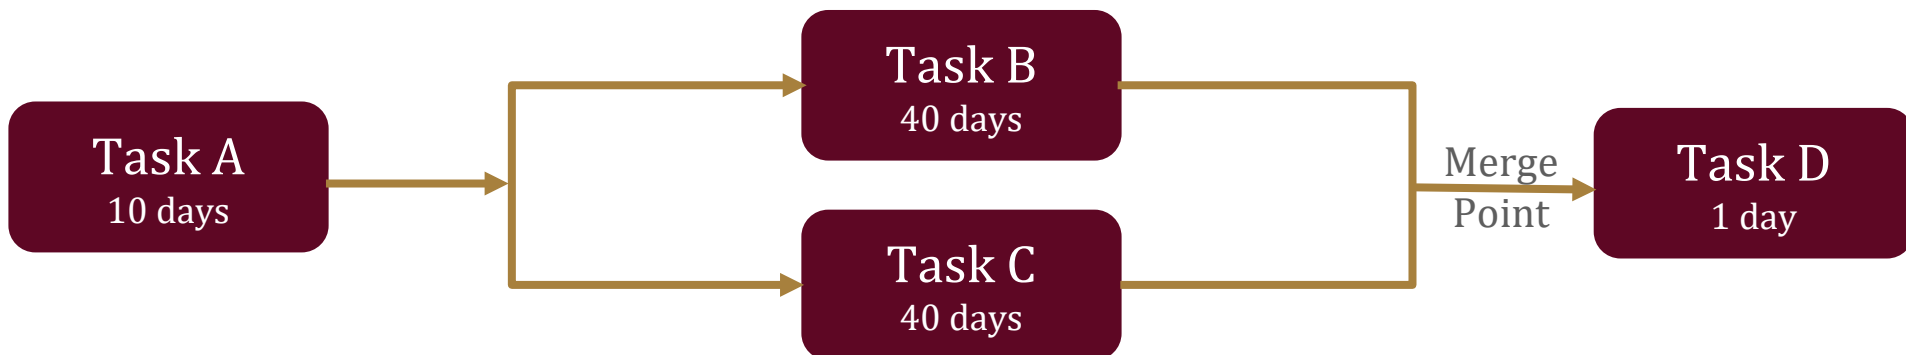 Task A
10 days
Task B
40 days
Task C
40 days
Merge
Point
Task D
1 day